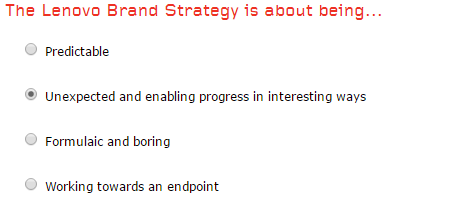 The Lenovo Brand Strategy is about being...
Predictable
Unexpected and enabling progress in interesting ways
Formulaic and boring
Working towards an endpoint